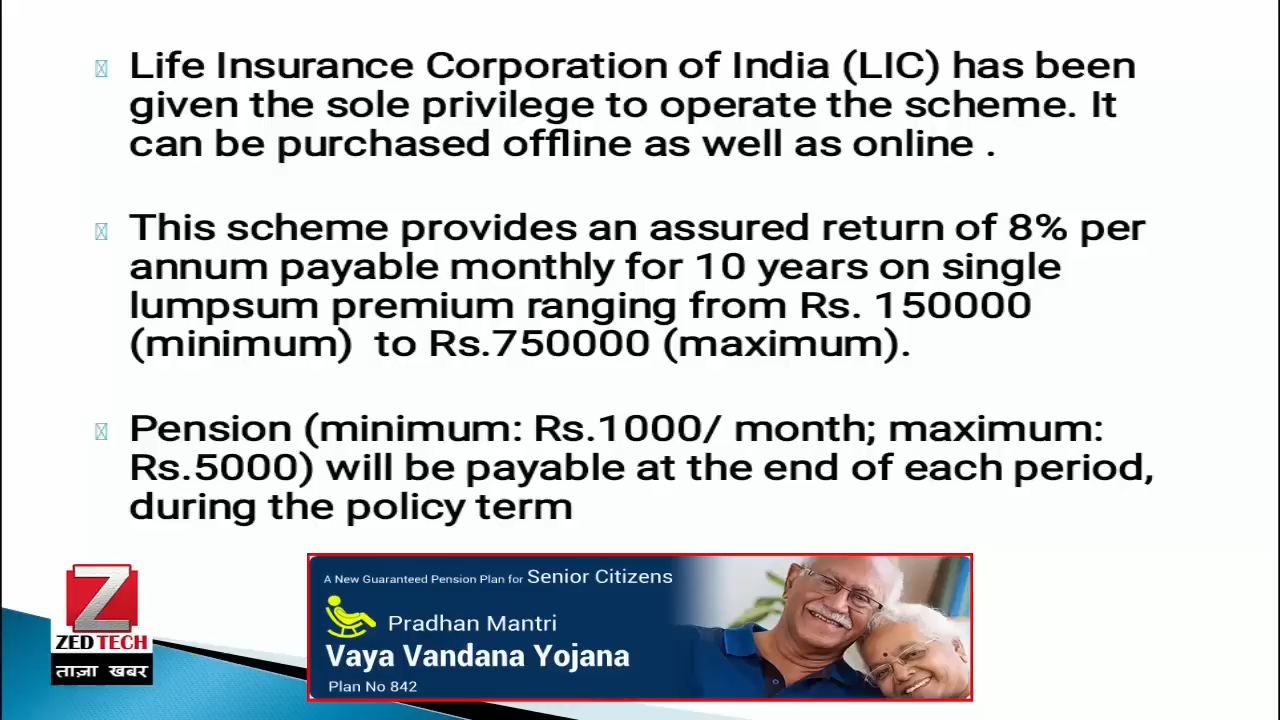 Life Insurance Corporation of India (LIC) has been
given the sole privilege to operate the scheme. It
can be purchased offline as well as online .
This scheme provides an assured return of 8% per
annum payable monthly for 10 years on single
lumpsum premium ranging from Rs. 150000
(minimum)  to Rs.750000 (maximum).
Pension (minimum: Rs.1000/ month; maximum:
Rs.5000) will be payable at the end of each period,
during the policy term
Z
ZED TECH
ताज़ा खबर
A New Guaranteed Pension Plan for Senior Citizens
Pradhan Mantri
Vaya Vandana Yojana
Plan No 842